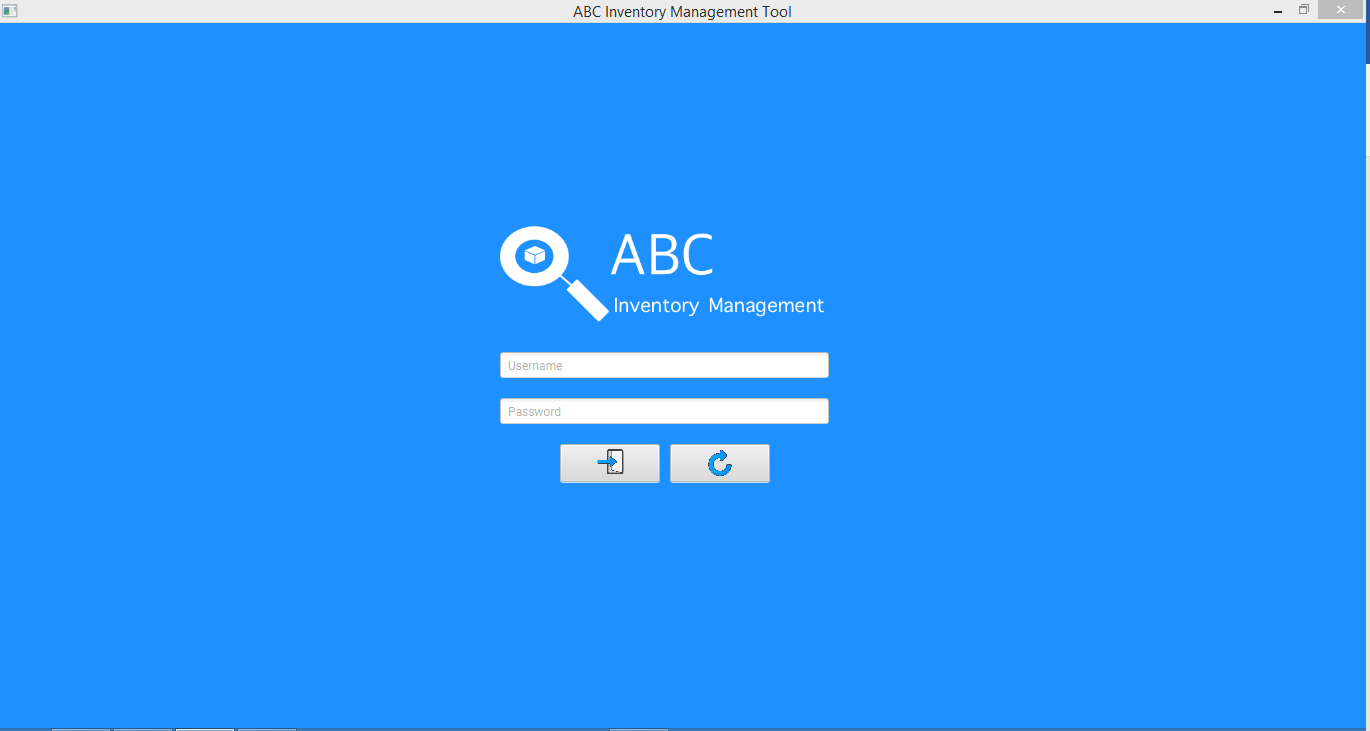 ABC Inventory Management Tool
ABC
Inventory Management
Username
Password